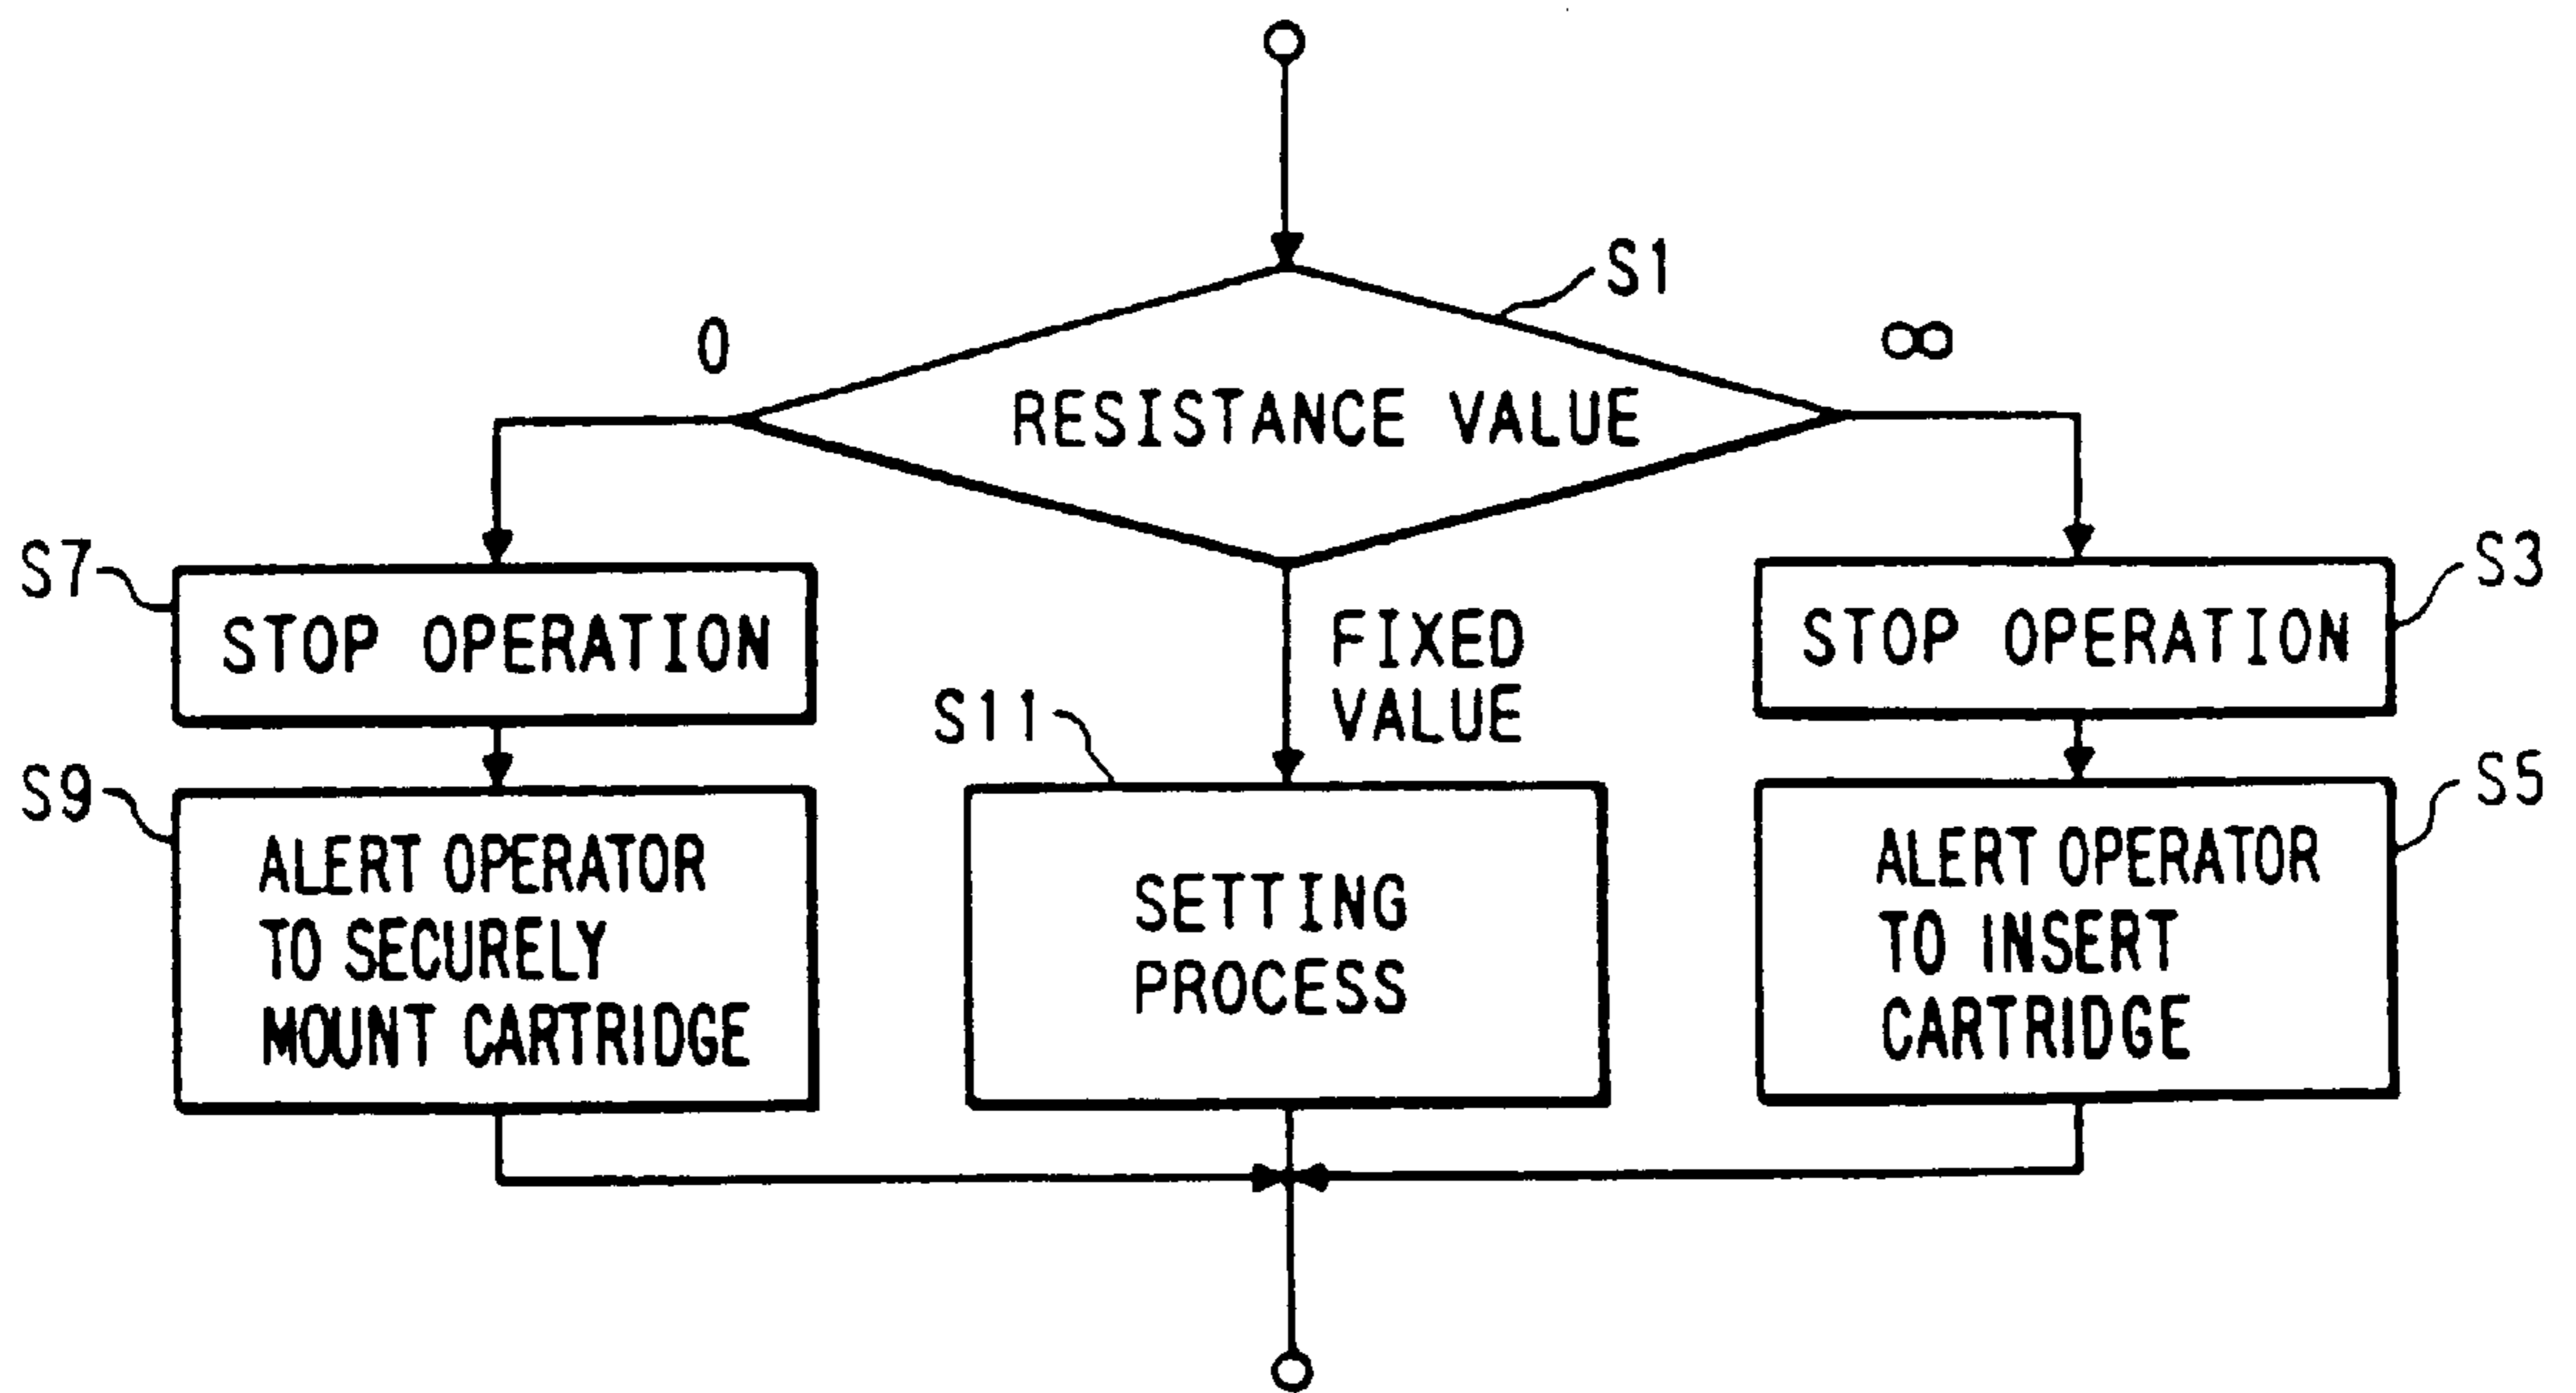 S1
0
∞
RESISTANCE VALUE
S7
STOP OPERATION
FIXED
VALUE
S3
STOP OPERATION
S9
ALERT OPERATOR
TO SECURELY
MOUNT CARTRIDGE
S11
SETTING
PROCESS
S5
ALERT OPERATOR
TO INSERT
CARTRIDGE